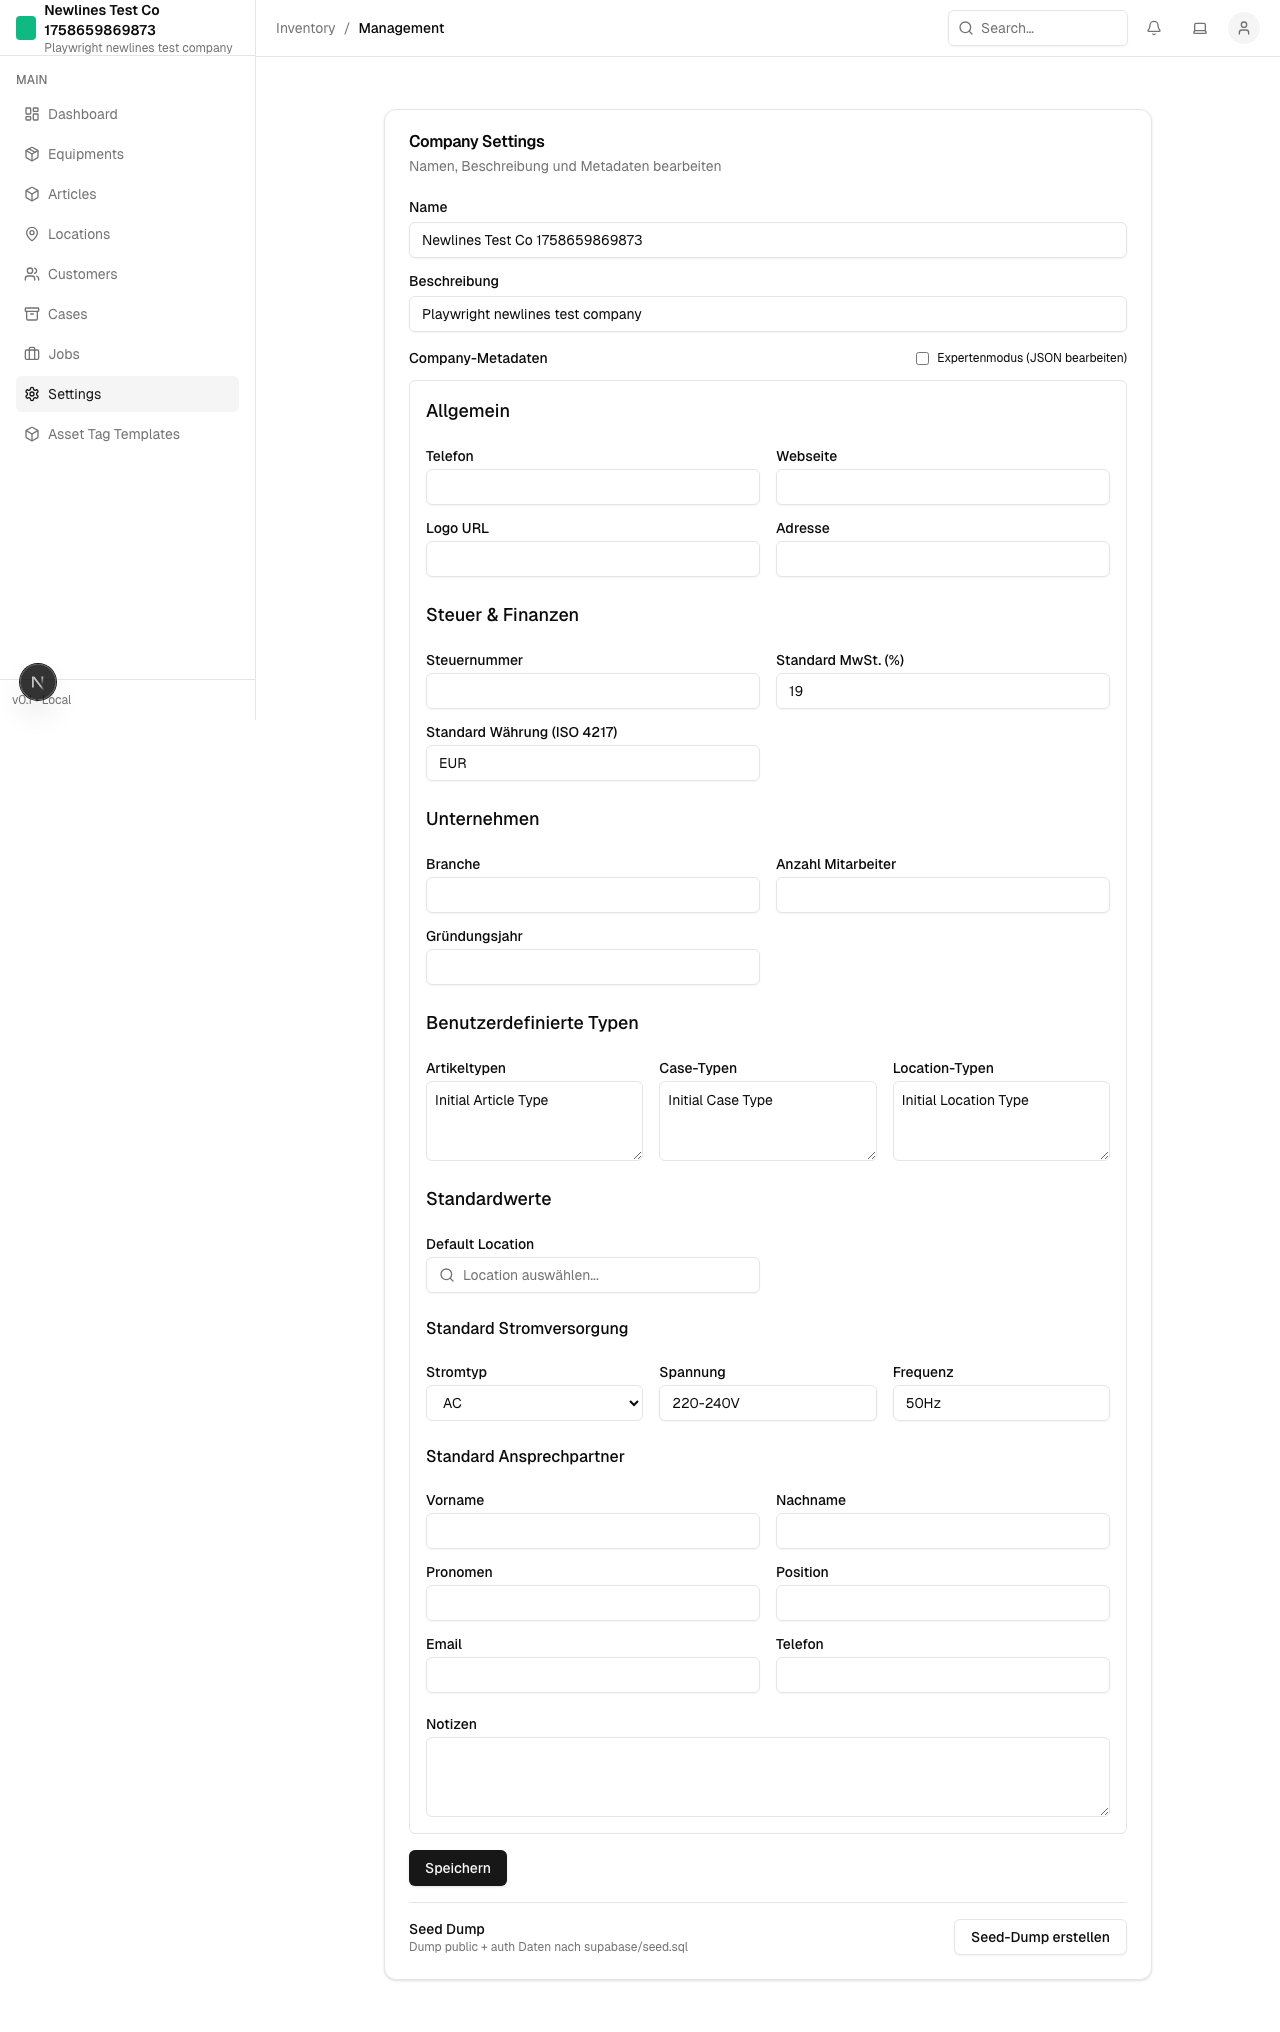 Newlines Test Co
1758659869873
Playwright newlines test company
Inventory / Management
Search...
MAIN
Dashboard
Equipments
Articles
Locations
Customers
Cases
Jobs
Settings
Asset Tag Templates
N
v0.1 · Local
Company Settings
Namen, Beschreibung und Metadaten bearbeiten
Name
Newlines Test Co 1758659869873
Beschreibung
Playwright newlines test company
Company-Metadaten
Expertenmodus (JSON bearbeiten)
Allgemein
Telefon
Webseite
Logo URL
Adresse
Steuer & Finanzen
Steuernummer
Standard MwSt. (%)
19
Standard Währung (ISO 4217)
EUR
Unternehmen
Branche
Anzahl Mitarbeiter
Gründungsjahr
Benutzerdefinierte Typen
Artikeltypen
Case-Typen
Location-Typen
Initial Article Type
Initial Case Type
Initial Location Type
Standardwerte
Default Location
Location auswählen...
Standard Stromversorgung
Stromtyp
Spannung
Frequenz
AC
220-240V
50Hz
Standard Ansprechpartner
Vorname
Nachname
Pronomen
Position
Email
Telefon
Notizen
Speichern
Seed Dump
Dump public + auth Daten nach supabase/seed.sql
Seed-Dump erstellen